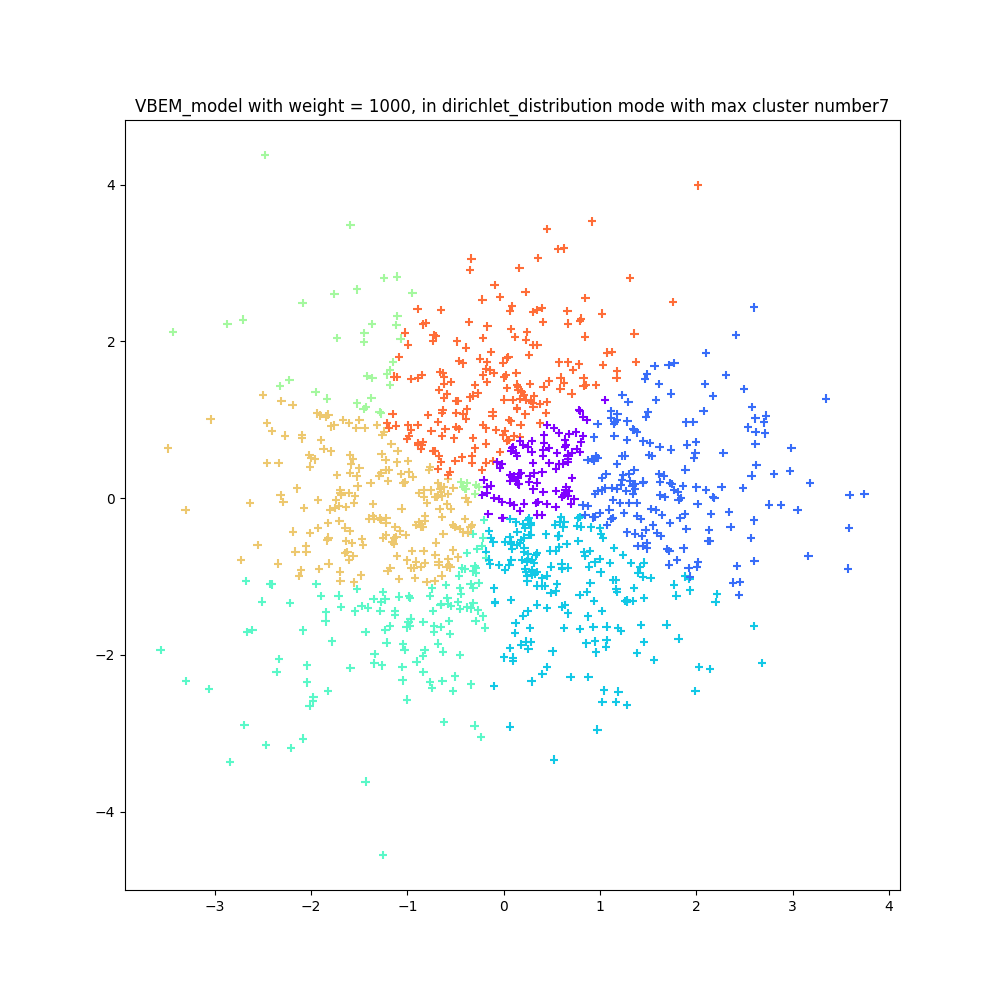 VBEM_model with weight = 1000, in dirichlet_distribution mode with max cluster number7
4
2
0
−2
−4
−3 −2 −1 0 1 2 3 4